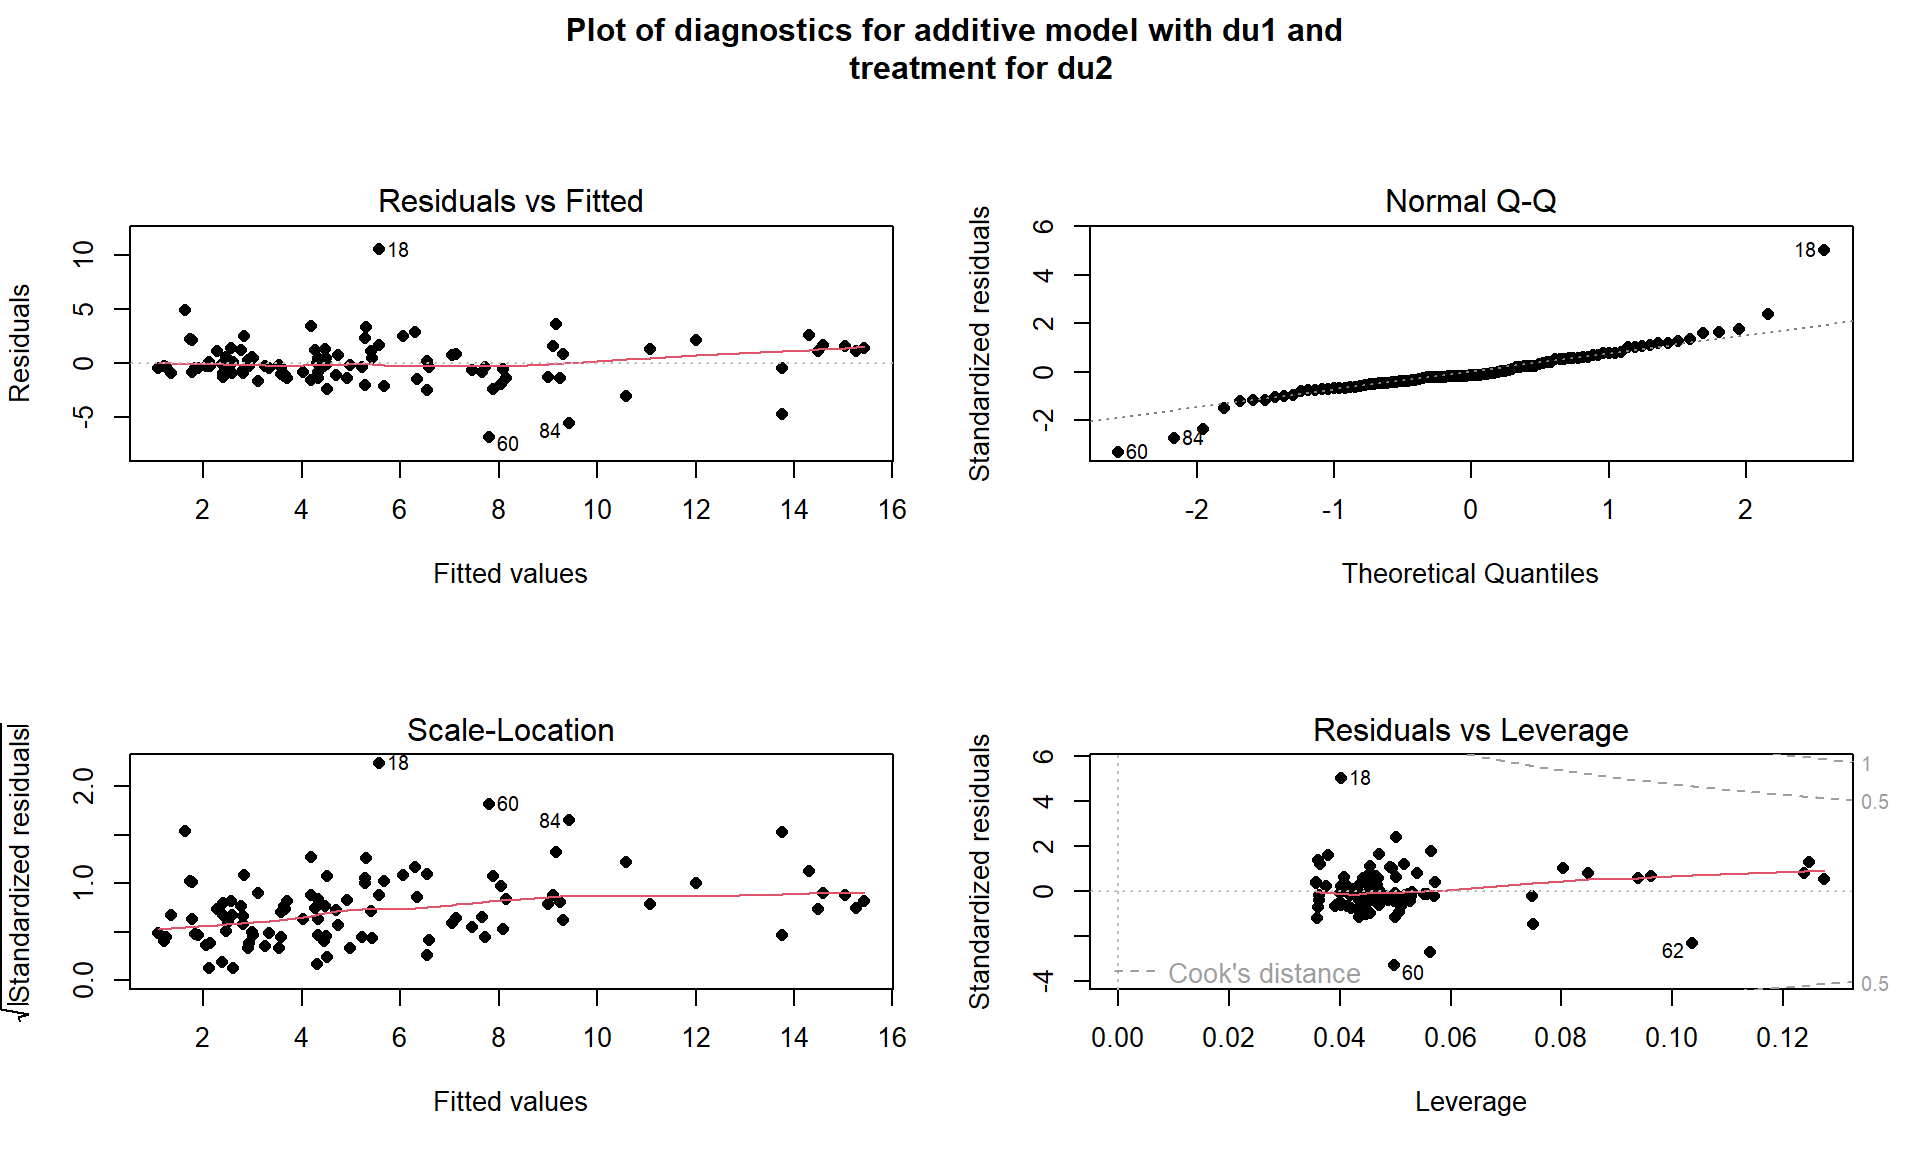 Plot of diagnostics for additive model with du1 and
treatment for du2
Residuals vs Fitted
Residuals
10
5
0
-5
18
60
84
2 4 6 8 10 12 14 16
Fitted values
Normal Q-Q
Standardized residuals
6
4
2
0
-2
18
84
60
-2 -1 0 1 2
Theoretical Quantiles
Scale-Location
√|Standardized residuals|
2.0
1.0
0.0
18
60
84
2 4 6 8 10 12 14 16
Fitted values
Residuals vs Leverage
Standardized residuals
6
4
2
0
-4
18
62
60
1
0.5
0.5
Cook's distance
0.00 0.02 0.04 0.06 0.08 0.10 0.12
Leverage